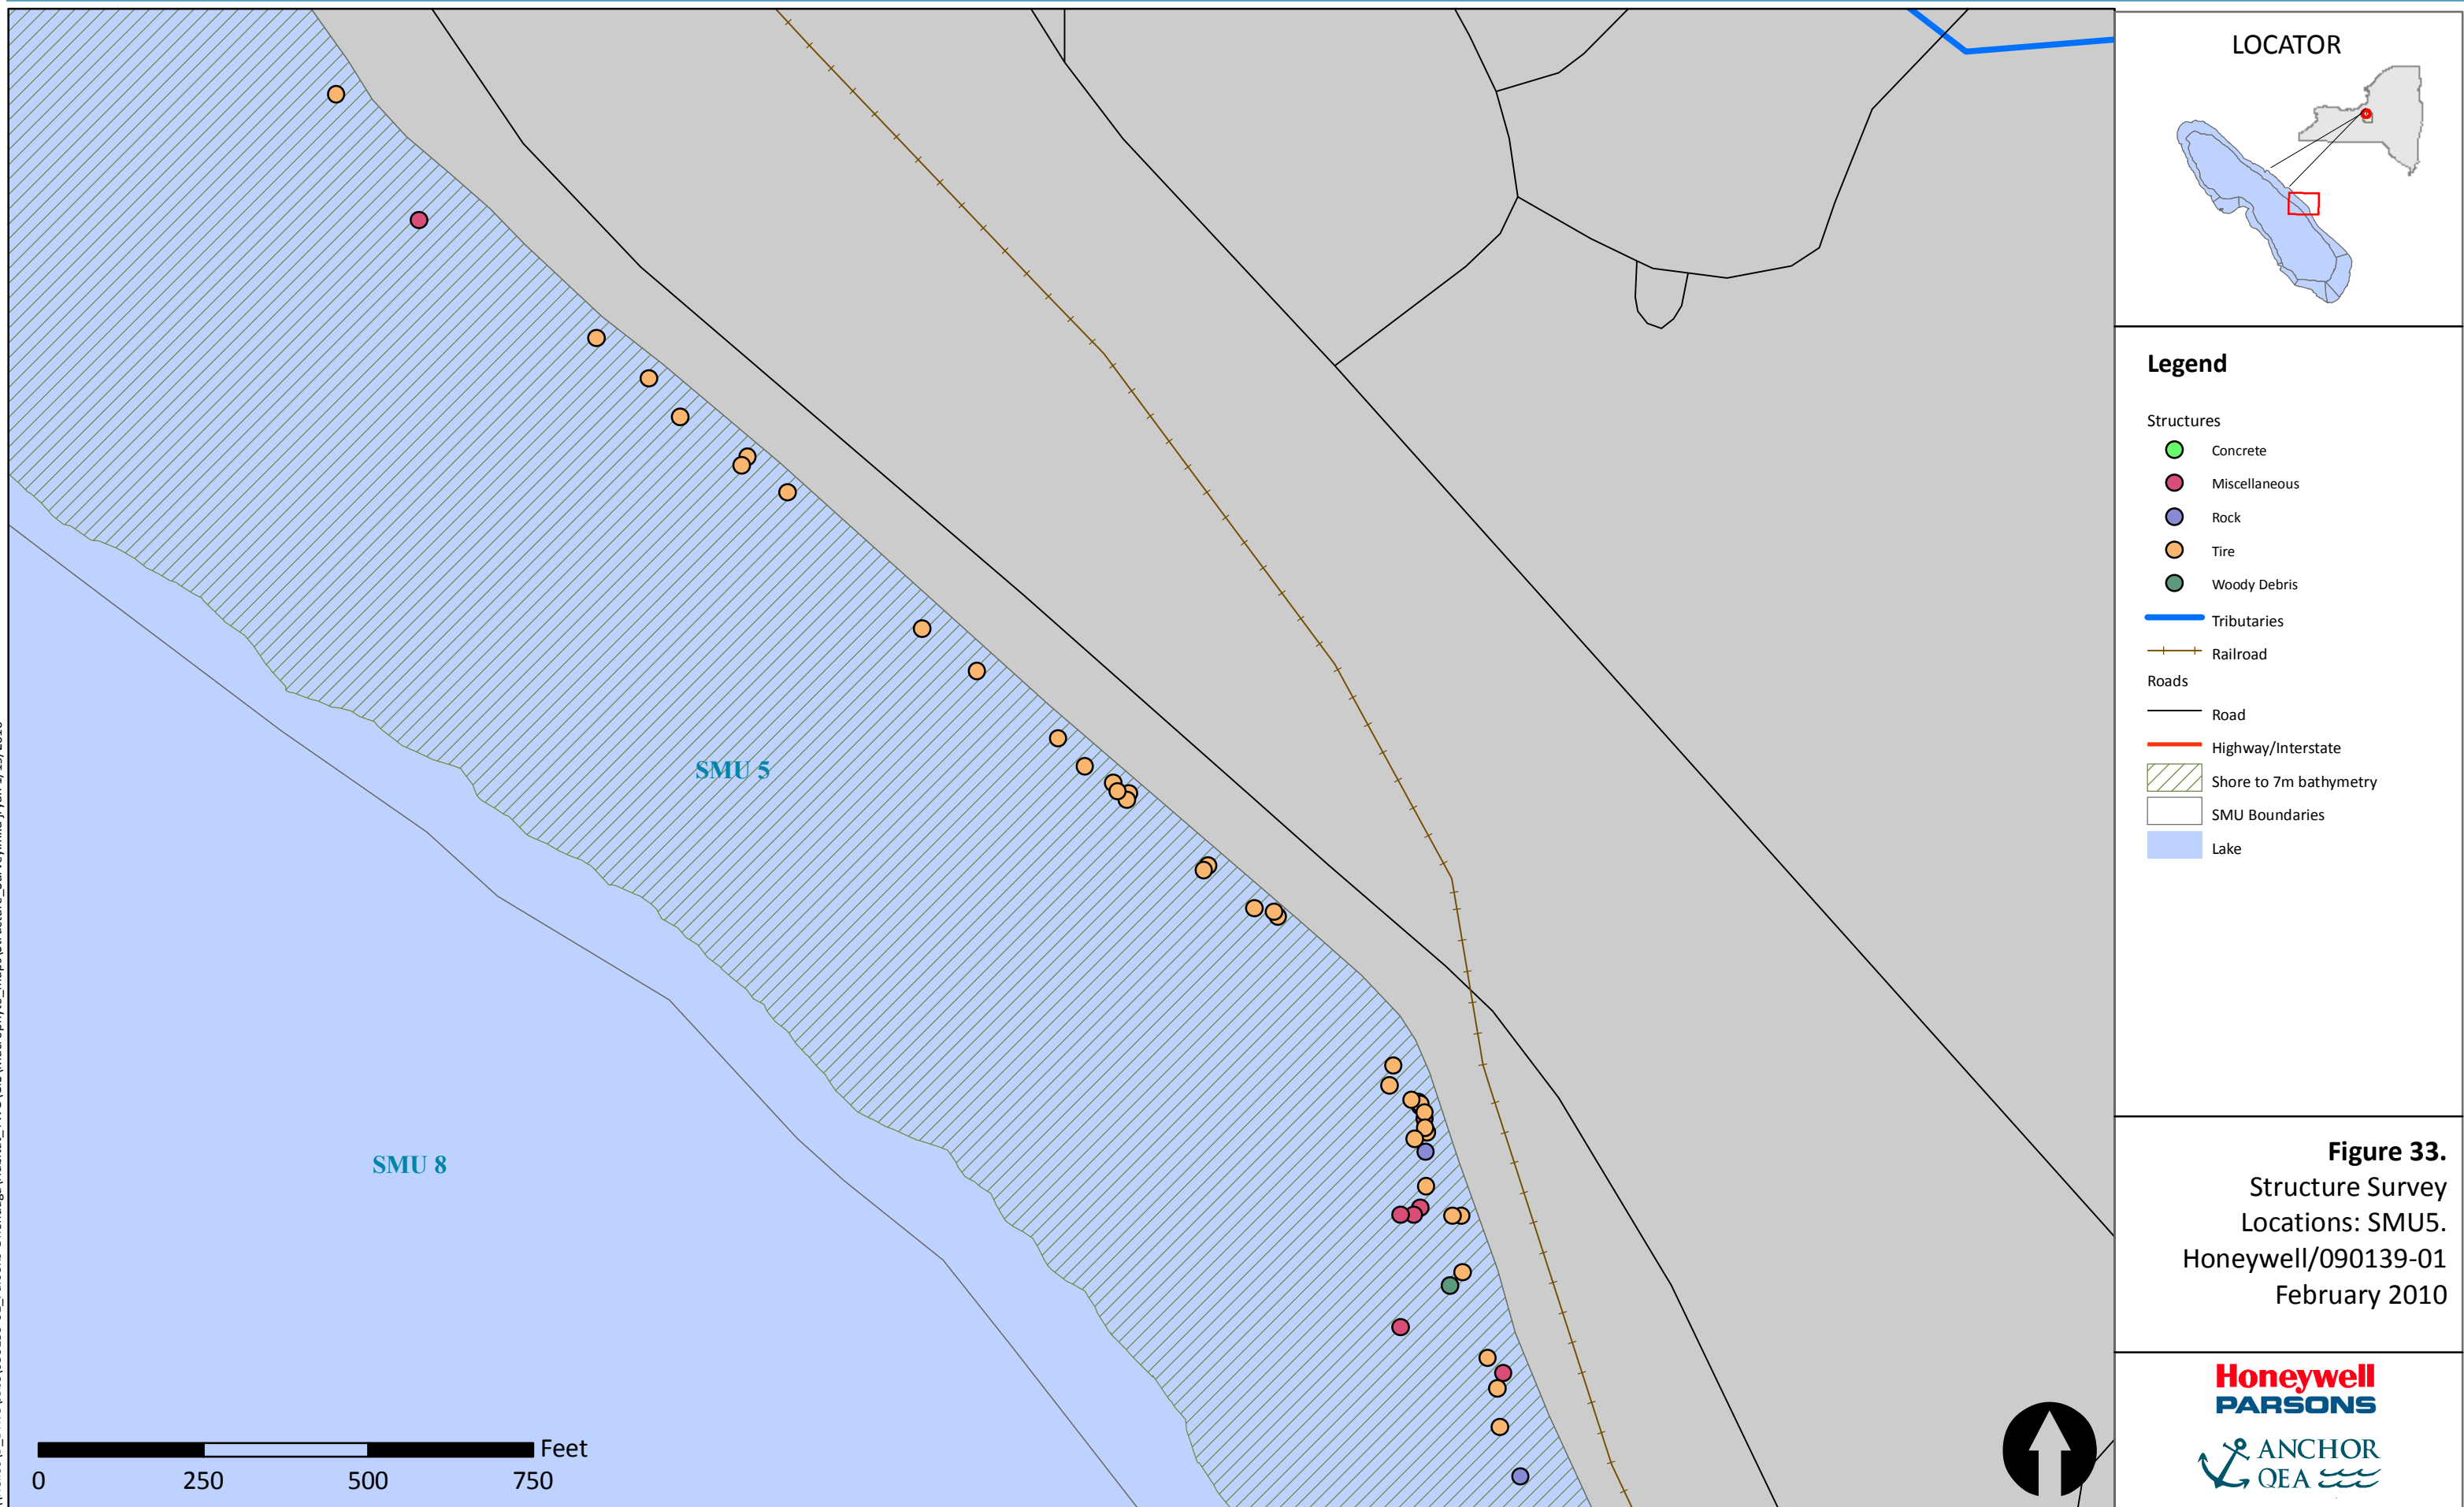 SMU 5
SMU 8
Feet
0 250 500 750
LOCATOR
Legend
Structures
Concrete
Miscellaneous
Rock
Tire
Woody Debris
Tributaries
Railroad
Roads
Road
Highway/Interstate
Shore to 7m bathymetry
SMU Boundaries
Lake
Figure 33.
Structure Survey
Locations: SMU5.
Honeywell/090139-01
February 2010
Honeywell
PARSONS
ANCHOR
QEA